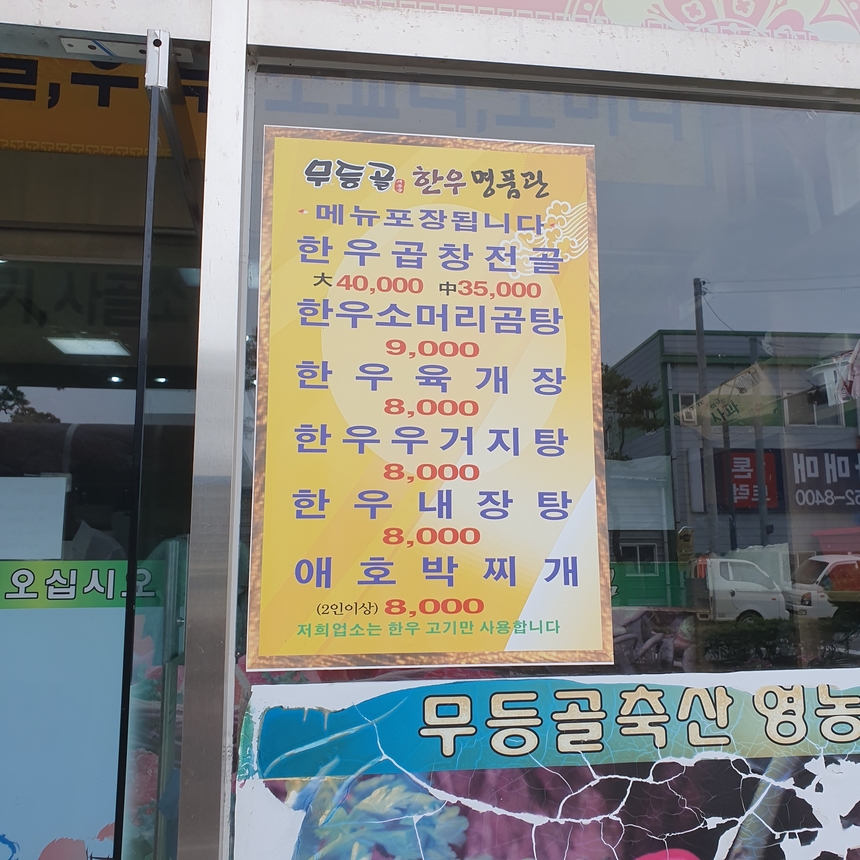 무등골 한우명품관
메뉴포장됩니다
한우곱창전골
大40,000 中35,000
한우소머리곰탕
9,000
한우육개장
8,000
한우우거지탕
8,000
한우내장탕
8,000
애호박찌개
(2인이상) 8,000
저희업소는 한우 고기만 사용합니다
오십시오
무등골축산 영농